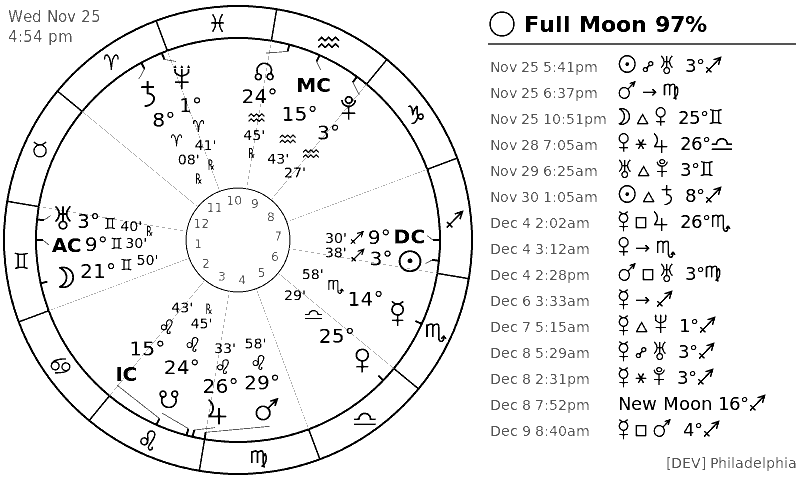 Wed Nov 25
4:54 pm
Full Moon 97%
Nov 25 5:41pm ☉ ☍ ♅ 3°♐
Nov 25 6:37pm ♂ → ♍
Nov 25 10:51pm ☽ △ ♀ 25°♊
Nov 28 7:05am ♀ ✶ ♃ 26°♎
Nov 29 6:25am ♅ △ ♇ 3°♊
Nov 30 1:05am ☉ △ ♄ 8°♐
Dec 4 2:02am ☿ □ ♃ 26°♏
Dec 4 3:12am ♀ → ♏
Dec 4 2:28pm ♂ □ ♅ 3°♍
Dec 6 3:33am ☿ → ♐
Dec 7 5:15am ☿ △ ♆ 1°♐
Dec 8 5:29am ☿ ☍ ♅ 3°♐
Dec 8 2:31pm ☿ ✶ ♇ 3°♐
Dec 8 7:52pm New Moon 16°♐
Dec 9 8:40am ☿ □ ♂ 4°♐
[DEV] Philadelphia
♓
♒
♑
♐
♏
♎
♍
♌
♋
♊
♉
♈
♄ 8° ♈ 08' ℞
♆ 1° ♈ 41' ℞
☊ 24° ♒ 45' ℞
MC 15° ♒ 43'
♇ 3° ♒ 27'
♅ 3° ♊ 40' ℞
AC 9° ♊ 30'
☽ 21° ♊ 50'
30' ♐ 9° DC
38' ♐ 3° ☉
58' ♏ 14° ☿
29' ♎ 25° ♀
43' ♌ 15° IC
℞ 45' ♌ 24° ☋
33' ♌ 26° ♃
58' ♌ 29° ♂
1
2
3
4
5
6
7
8
9
10
11
12